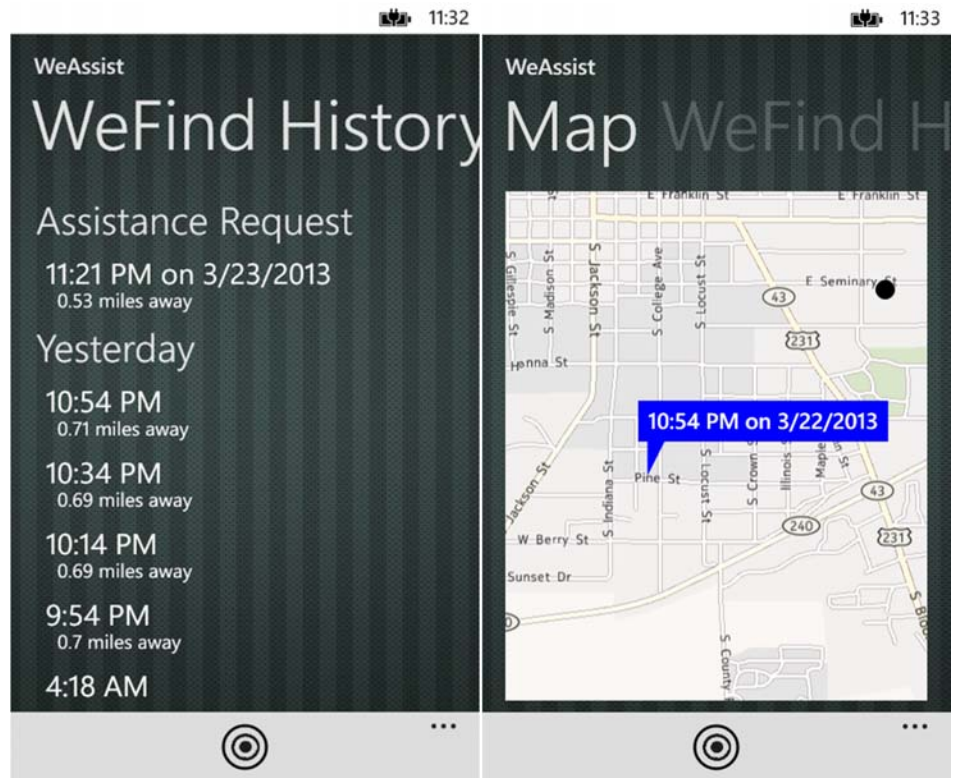 11:32
WeAssist
WeFind History
Assistance Request
11:21 PM on 3/23/2013
0.53 miles away
Yesterday
10:54 PM
0.71 miles away
10:34 PM
0.69 miles away
10:14 PM
0.69 miles away
9:54 PM
0.7 miles away
4:18 AM
...
11:33
WeAssist
Map WeFind H
E Franklin St
E Franklin St
S Gillespie St
S Madison St
S Jackson St
S College Ave
S Locust St
E Seminary St
43
231
Hanna St
10:54 PM on 3/22/2013
S Jackson St
S Indiana St
Pine St
S Locust St
S Crown
Illinois
Maple
43
240
231
W Berry St
Sunset Dr
S County
S Bloo
...